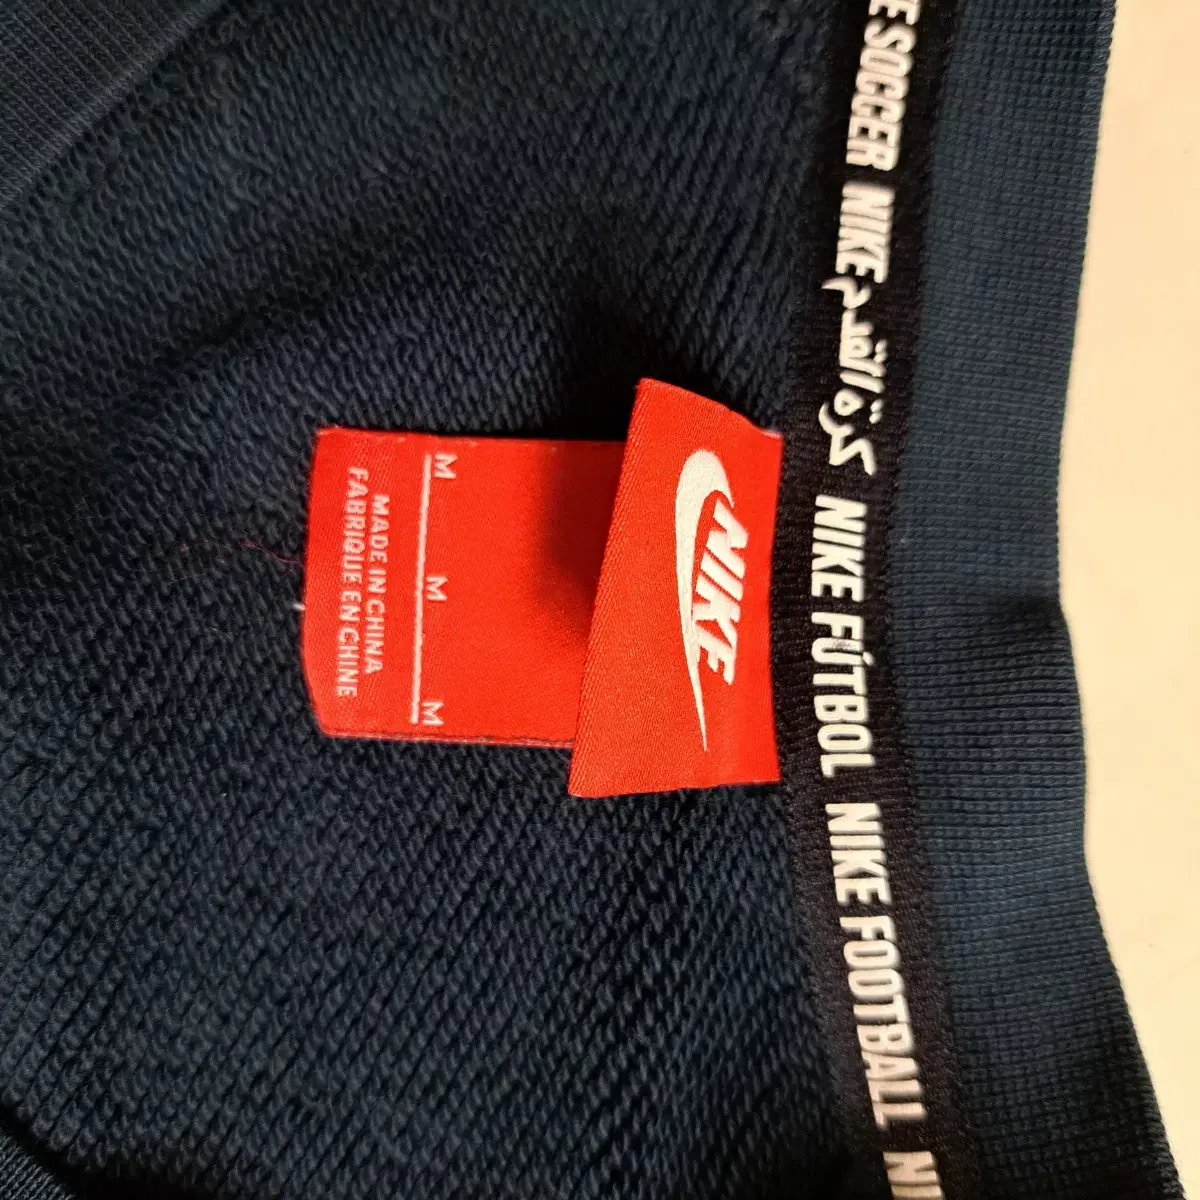 E SOCCER NIKE كرة القدم NIKE FÚTBOL NIKE FOOTBALL N
NIKE
M M M
MADE IN CHINA
FABRIQUE EN CHINE